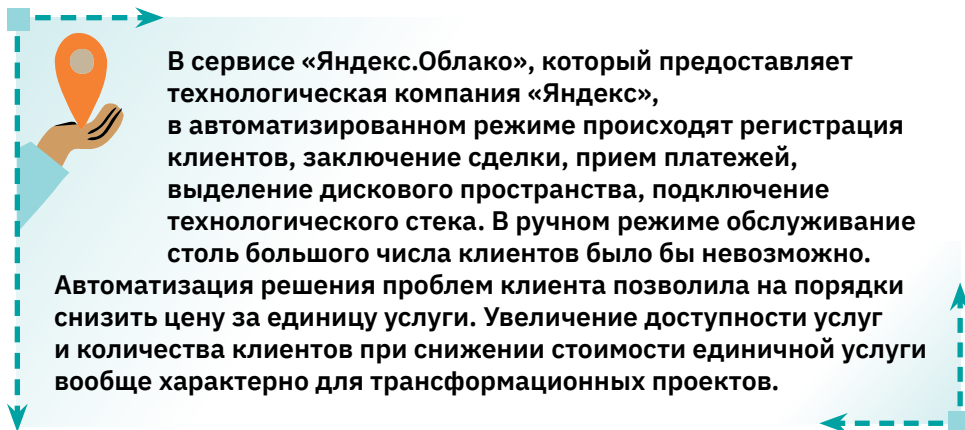 В сервисе «Яндекс.Облако», который предоставляет
технологическая компания «Яндекс»,
в автоматизированном режиме происходят регистрация
клиентов, заключение сделки, прием платежей,
выделение дискового пространства, подключение
технологического стека. В ручном режиме обслуживание
столь большого числа клиентов было бы невозможно.
Автоматизация решения проблем клиента позволила на порядки
снизить цену за единицу услуги. Увеличение доступности услуг
и количества клиентов при снижении стоимости единичной услуги
вообще характерно для трансформационных проектов.